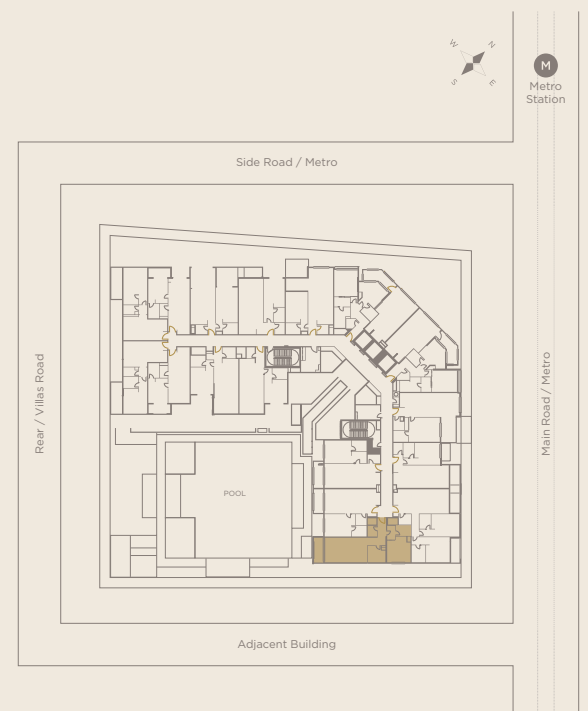 W
N
S
E
M
Metro
Station
Side Road / Metro
Rear / Villas Road
Main Road / Metro
POOL
Adjacent Building